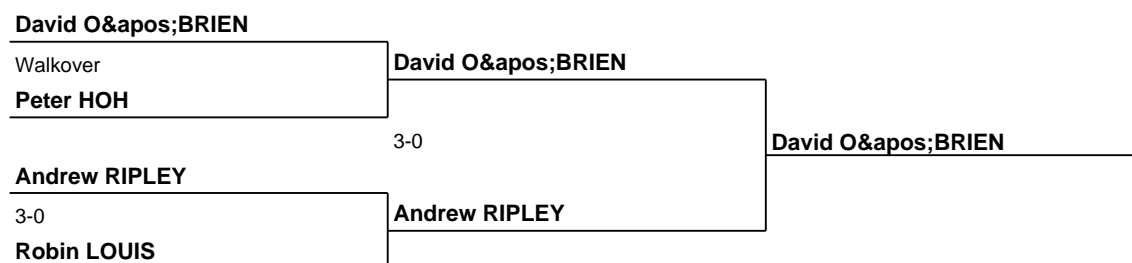 David O&apos;BRIEN
Walkover
Peter HOH
David O&apos;BRIEN
3-0
David O&apos;BRIEN
Andrew RIPLEY
3-0
Robin LOUIS
Andrew RIPLEY